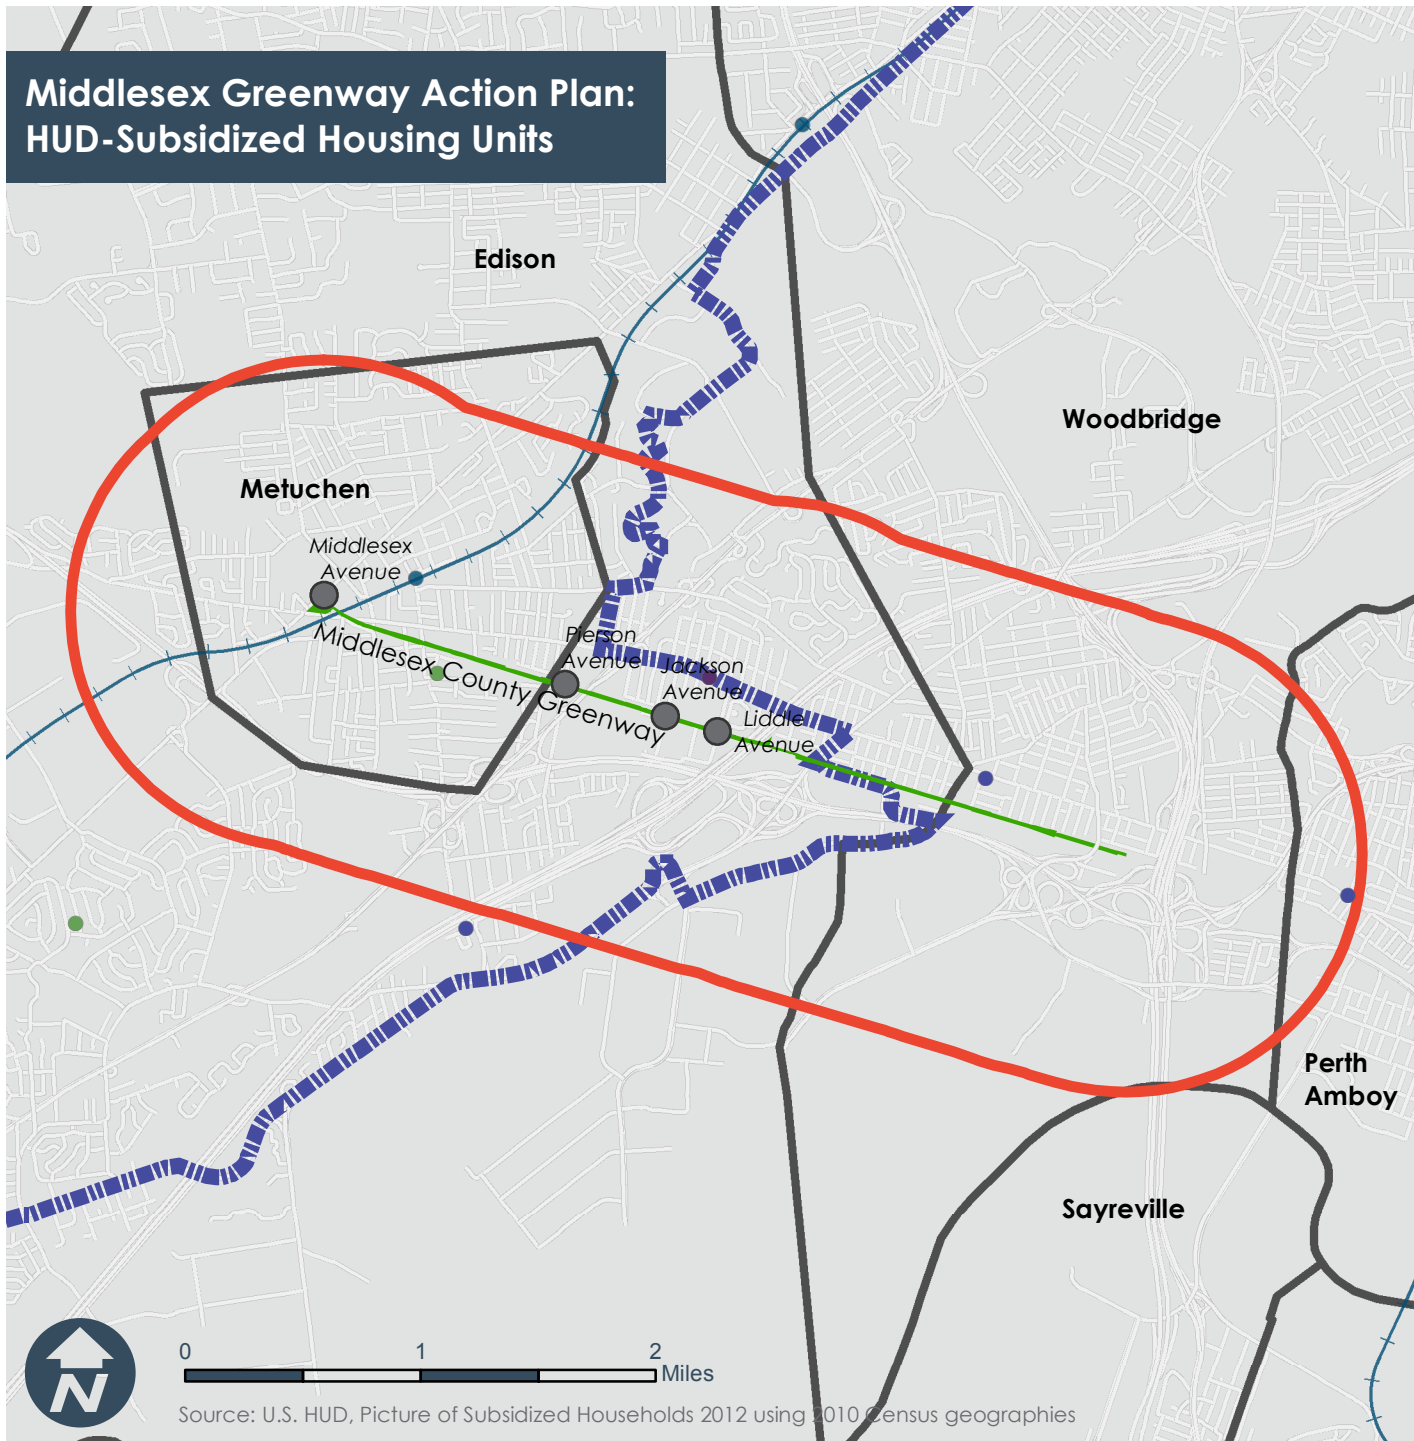 Middlesex Greenway Action Plan:
HUD-Subsidized Housing Units
Edison
Woodbridge
Metuchen
Middlesex
Avenue
Middlesex County Greenway
Pierson
Avenue
Jackson
Avenue
Liddle
Avenue
Perth
Amboy
Sayreville
N
0 1 2
Miles
Source: U.S. HUD, Picture of Subsidized Households 2012 using 2010 Census geographies